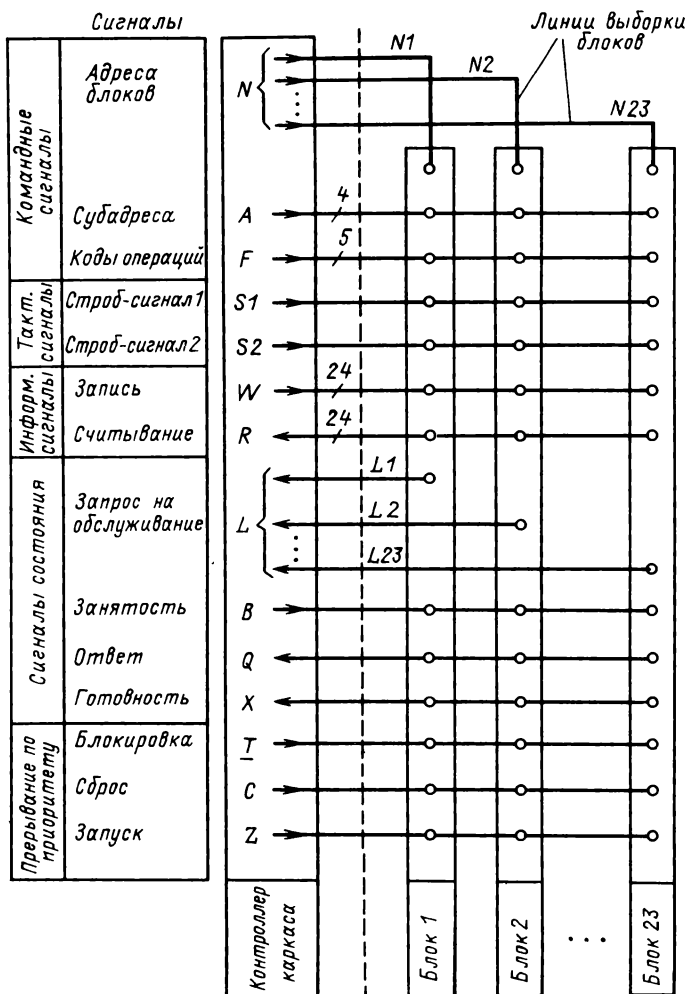 Сигналы
Командные сигналы
Адреса
блоков
Субадреса
Коды операций
Такт. сигналы
Строб-сигнал 1
Строб-сигнал 2
Информ. сигналы
Запись
Считывание
Сигналы состояния
Запрос на
обслуживание
Занятость
Ответ
Готовность
Прерывание по приоритету
Блокировка
Сброс
Запуск
N
A
F
S1
S2
W
R
L
B
Q
X
I
C
Z
Контроллер
каркаса
N1
N2
Линии выборки
блоков
N23
4
5
24
24
L1
L2
L23
Блок 1
Блок 2
...
Блок 23